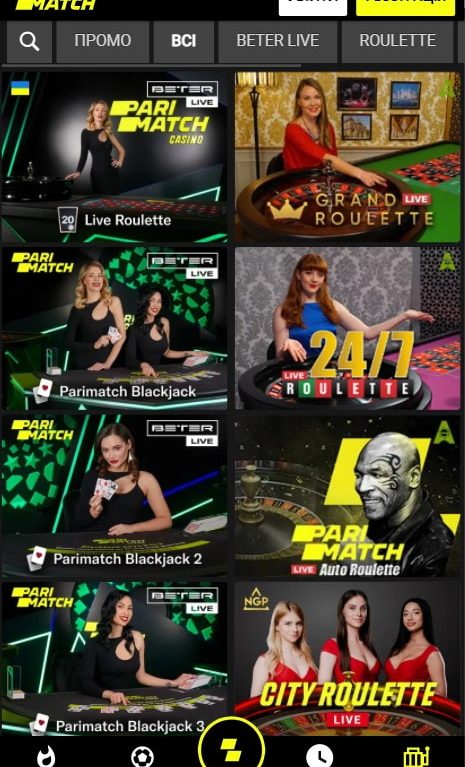 PARI
MATCH
ПРОМО
ВСІ
BETER LIVE
ROULETTE
BETER
LIVE
PARI
MATCH
CASINO
20
Live Roulette
GRAND LIVE
ROULETTE
PARI
MATCH
BETER
LIVE
Parimatch Blackjack
24/7
LIVE
ROULETTE
PARI
MATCH
BETER
LIVE
Parimatch Blackjack 2
PARI
MATCH
LIVE Auto Roulette
PARI
MATCH
BETER
LIVE
Parimatch Blackjack 3
NGP
CITY ROULETTE
LIVE